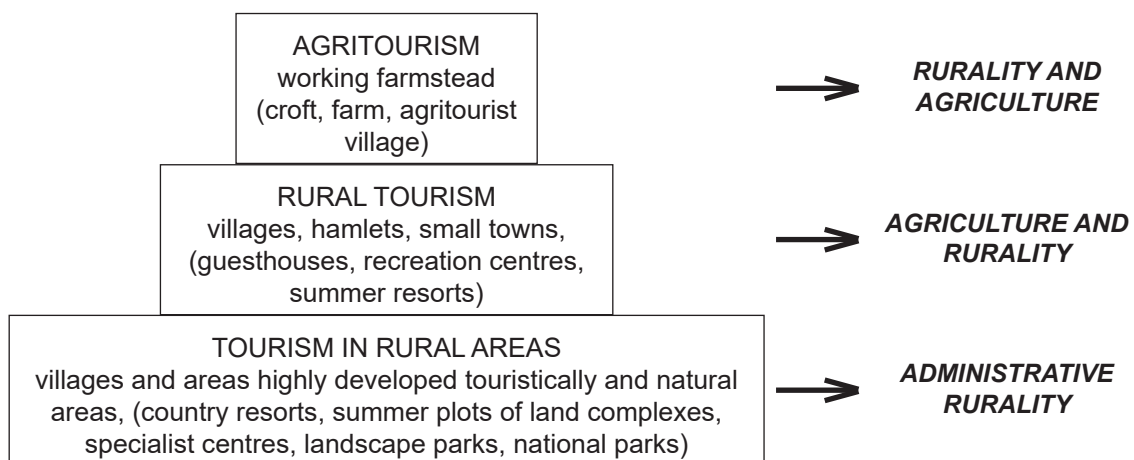 AGRITOURISM
working farmstead
(croft, farm, agritourist
village)
RURALITY AND
AGRICULTURE
RURAL TOURISM
villages, hamlets, small towns,
(guesthouses, recreation centres,
summer resorts)
AGRICULTURE AND
RURALITY
TOURISM IN RURAL AREAS
villages and areas highly developed touristically and natural
areas, (country resorts, summer plots of land complexes,
specialist centres, landscape parks, national parks)
ADMINISTRATIVE
RURALITY